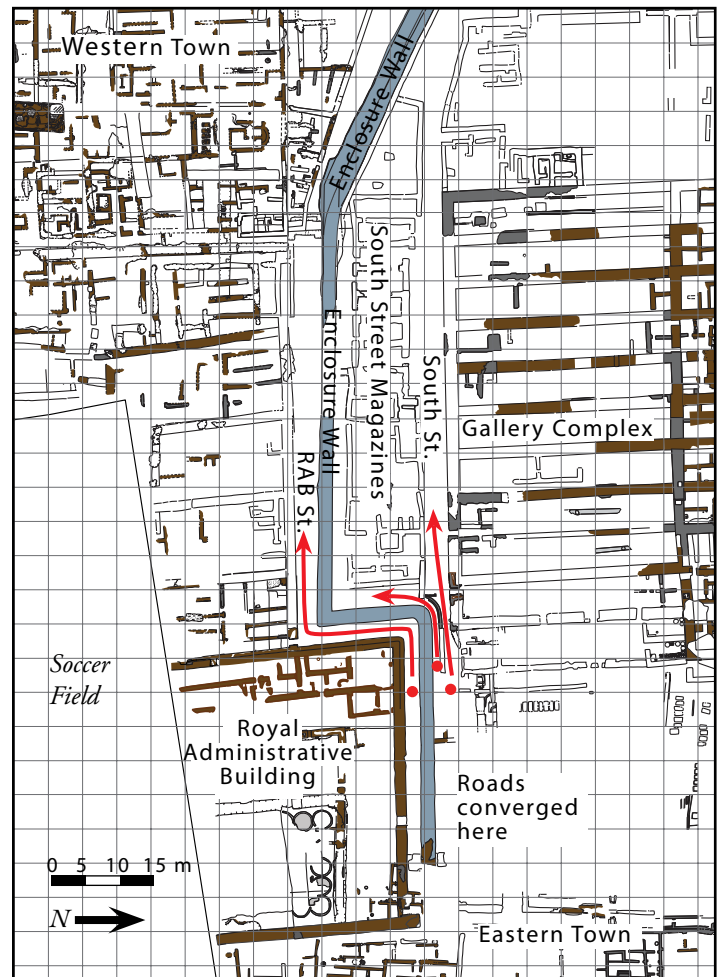 Western Town
Enclosure Wall
Enclosure Wall
South Street Magazines
South St.
Gallery Complex
RAB St.
Soccer
Field
Royal
Administrative
Building
Roads
converged
here
0 5 10 15 m
N
Eastern Town